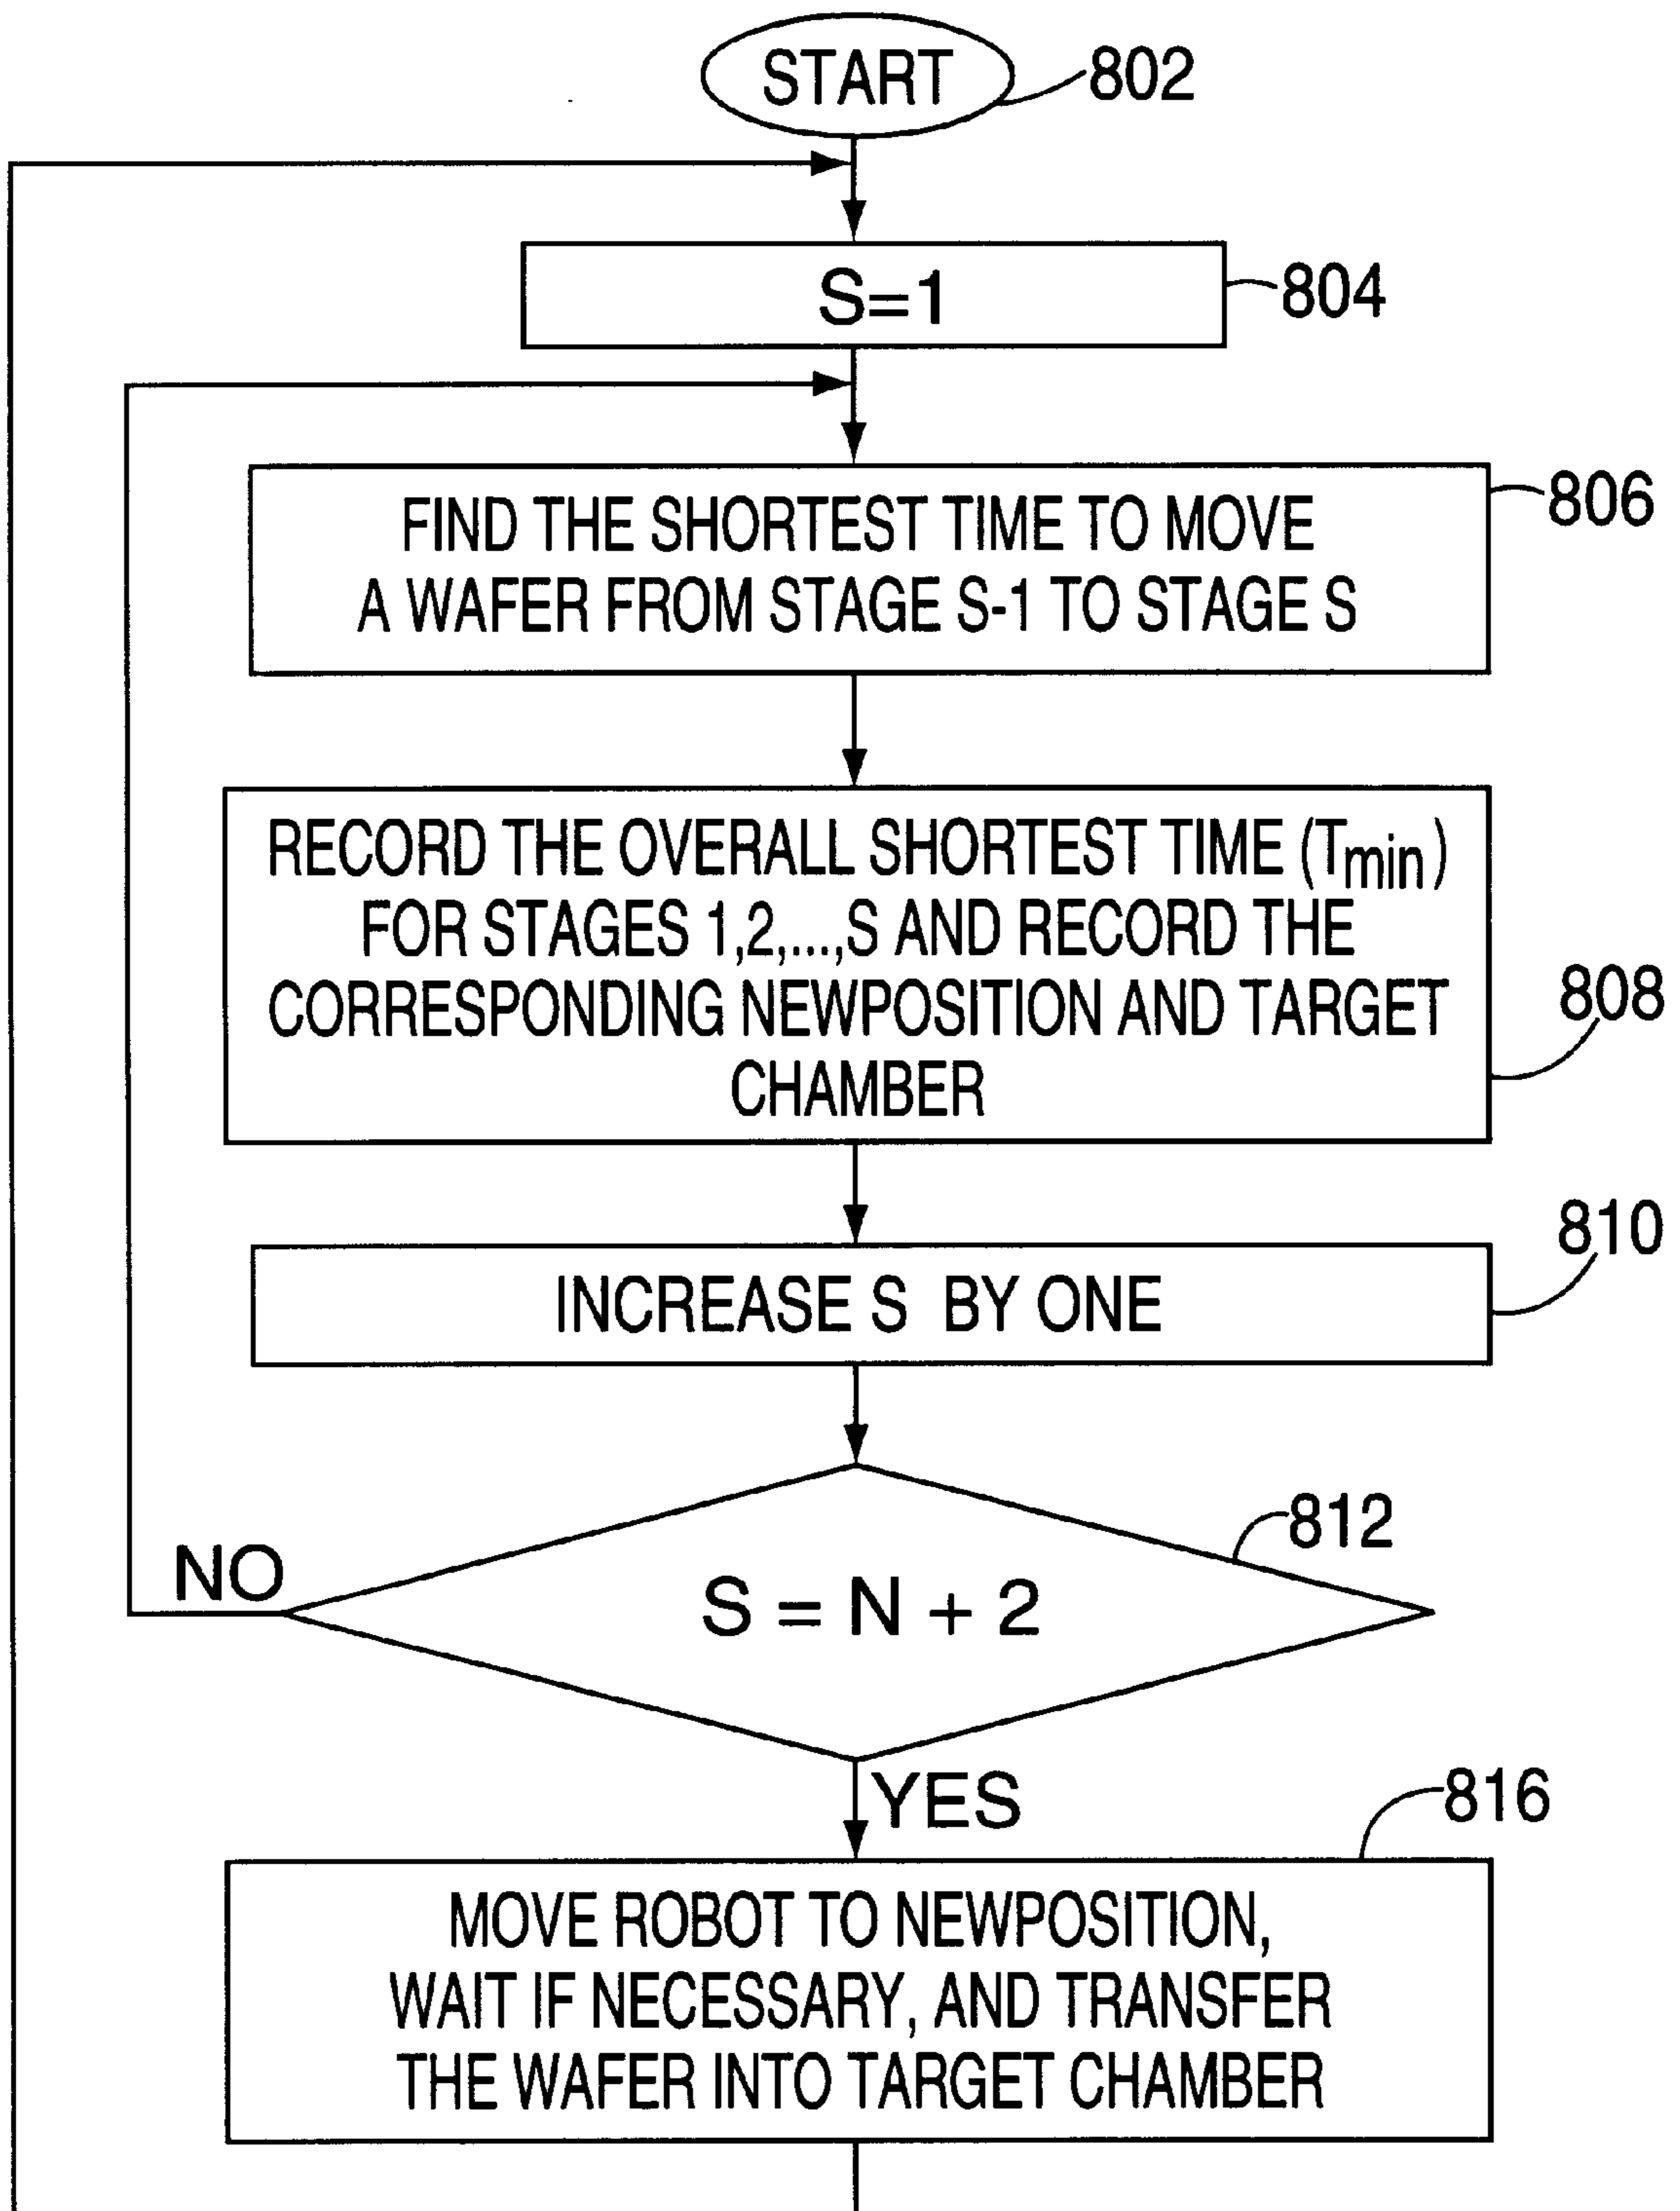 START
802
S=1
804
FIND THE SHORTEST TIME TO MOVE
A WAFER FROM STAGE S-1 TO STAGE S
806
RECORD THE OVERALL SHORTEST TIME (Tmin)
FOR STAGES 1,2,...,S AND RECORD THE
CORRESPONDING NEWPOSITION AND TARGET
CHAMBER
808
INCREASE S BY ONE
810
S = N + 2
812
NO
YES
MOVE ROBOT TO NEWPOSITION,
WAIT IF NECESSARY, AND TRANSFER
THE WAFER INTO TARGET CHAMBER
816